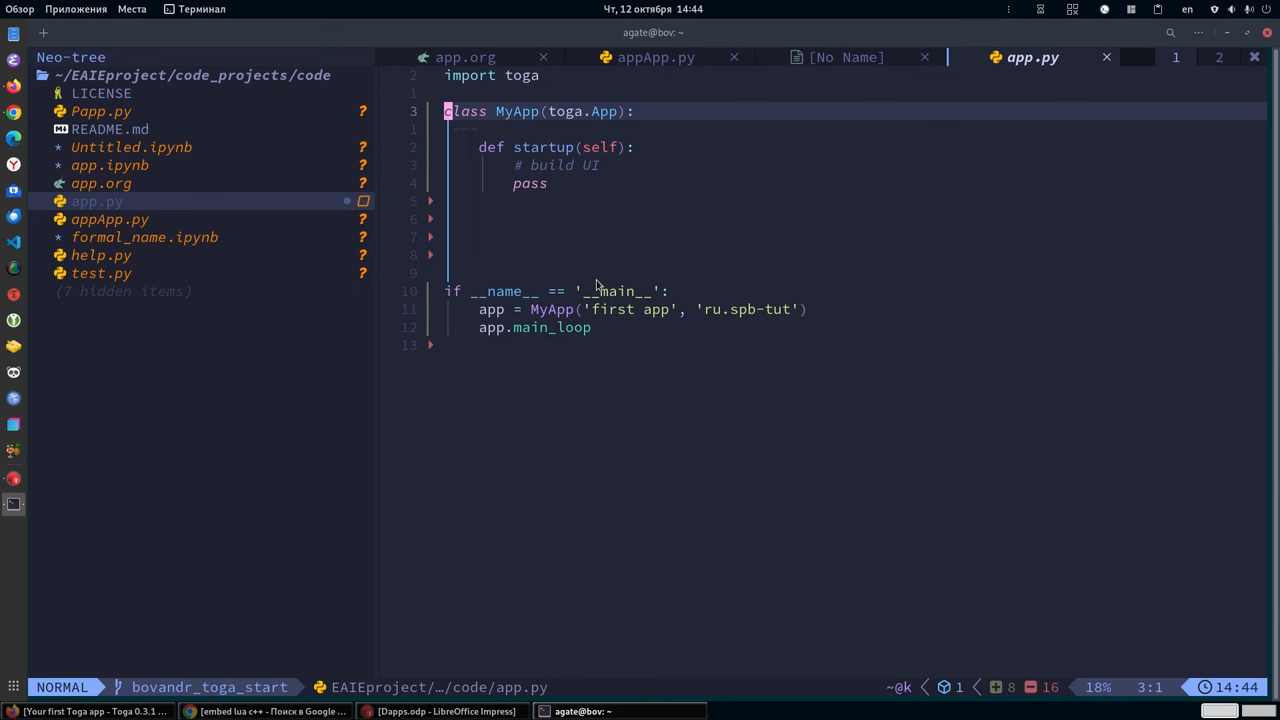 Обзор Приложения Места Терминал Чт, 12 октября 14:44 en
agate@bov: ~
Neo-tree app.org appApp.py [No Name] app.py 1 2
~/EAIEproject/code_projects/code
LICENSE
Papp.py ?
README.md
Untitled.ipynb ?
app.ipynb ?
app.org ?
app.py
appApp.py ?
formal_name.ipynb ?
help.py ?
test.py ?
(7 hidden items)
2 import toga
1
3 class MyApp(toga.App):
1 ---
2 def startup(self):
3 # build UI
4 pass
5
6
7
8
9
10 if __name__ == '__main__':
11 app = MyApp('first app', 'ru.spb-tut')
12 app.main_loop
13
NORMAL bovandr_toga_start EAIEproject/…/code/app.py ~@k 1 8 16 18% 3:1 14:44
[Your first Toga app - Toga 0.3.1 ... [embed lua c++ - Поиск в Google ... [Dapps.odp — LibreOffice Impress] agate@bov: ~